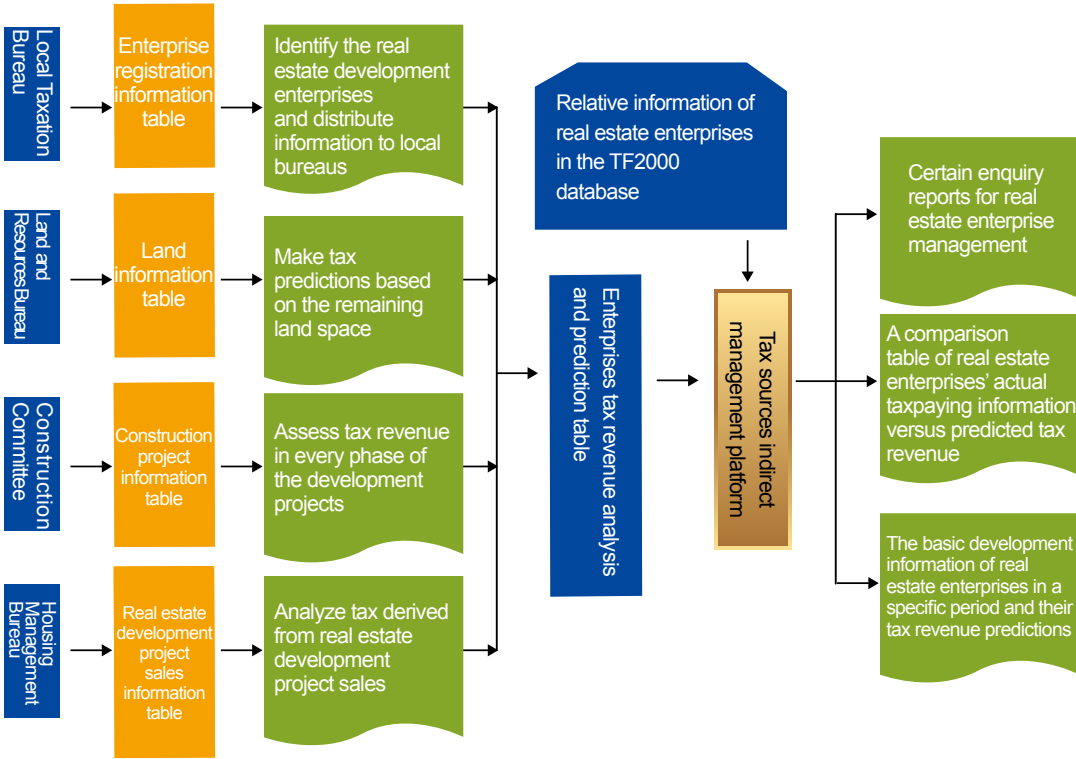 Local Taxation
Bureau
Enterprise
registration
information
table
Identify the real
estate development
enterprises
and distribute
information to local
bureaus
Land and
Resources Bureau
Land
information
table
Make tax
predictions based
on the remaining
land space
Construction
Committee
Construction
project
information
table
Assess tax revenue
in every phase of
the development
projects
Housing
Management
Bureau
Real estate
development
project
sales
information
table
Analyze tax derived
from real estate
development
project sales
Relative information of
real estate enterprises
in the TF2000
database
Enterprises tax revenue analysis
and prediction table
Tax sources indirect
management platform
Certain enquiry
reports for real
estate enterprise
management
A comparison
table of real estate
enterprises’ actual
taxpaying information
versus predicted tax
revenue
The basic development
information of real
estate enterprises in a
specific period and their
tax revenue predictions